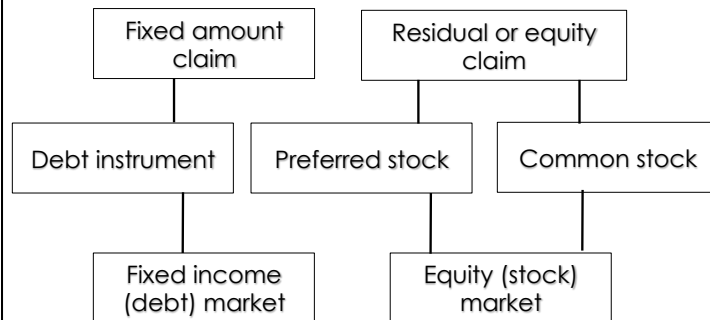 Fixed amount
claim
Residual or equity
claim
Debt instrument
Preferred stock
Common stock
Fixed income
(debt) market
Equity (stock)
market